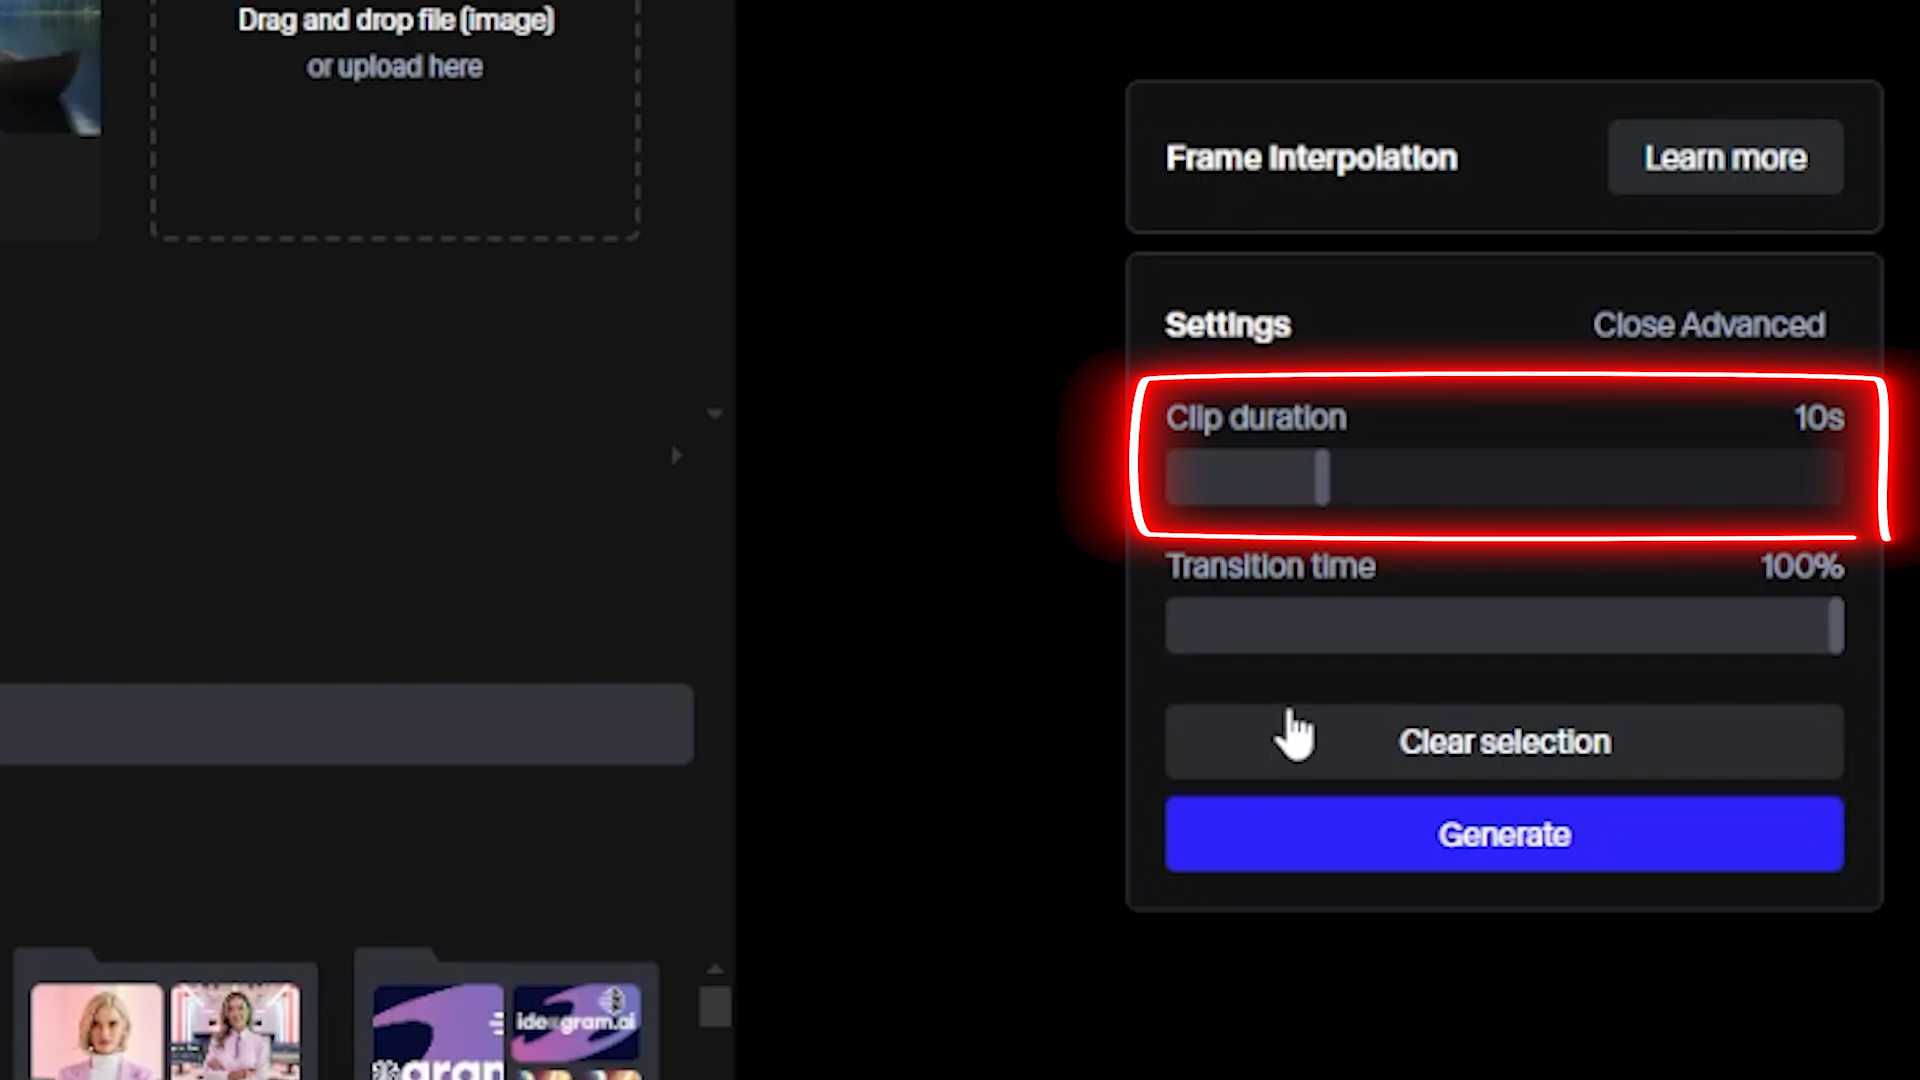 Drag and drop file (image)
or upload here
Frame Interpolation
Learn more
Settings
Close Advanced
Clip duration
10s
Transition time
100%
Clear selection
Generate
gram
ideogram.ai